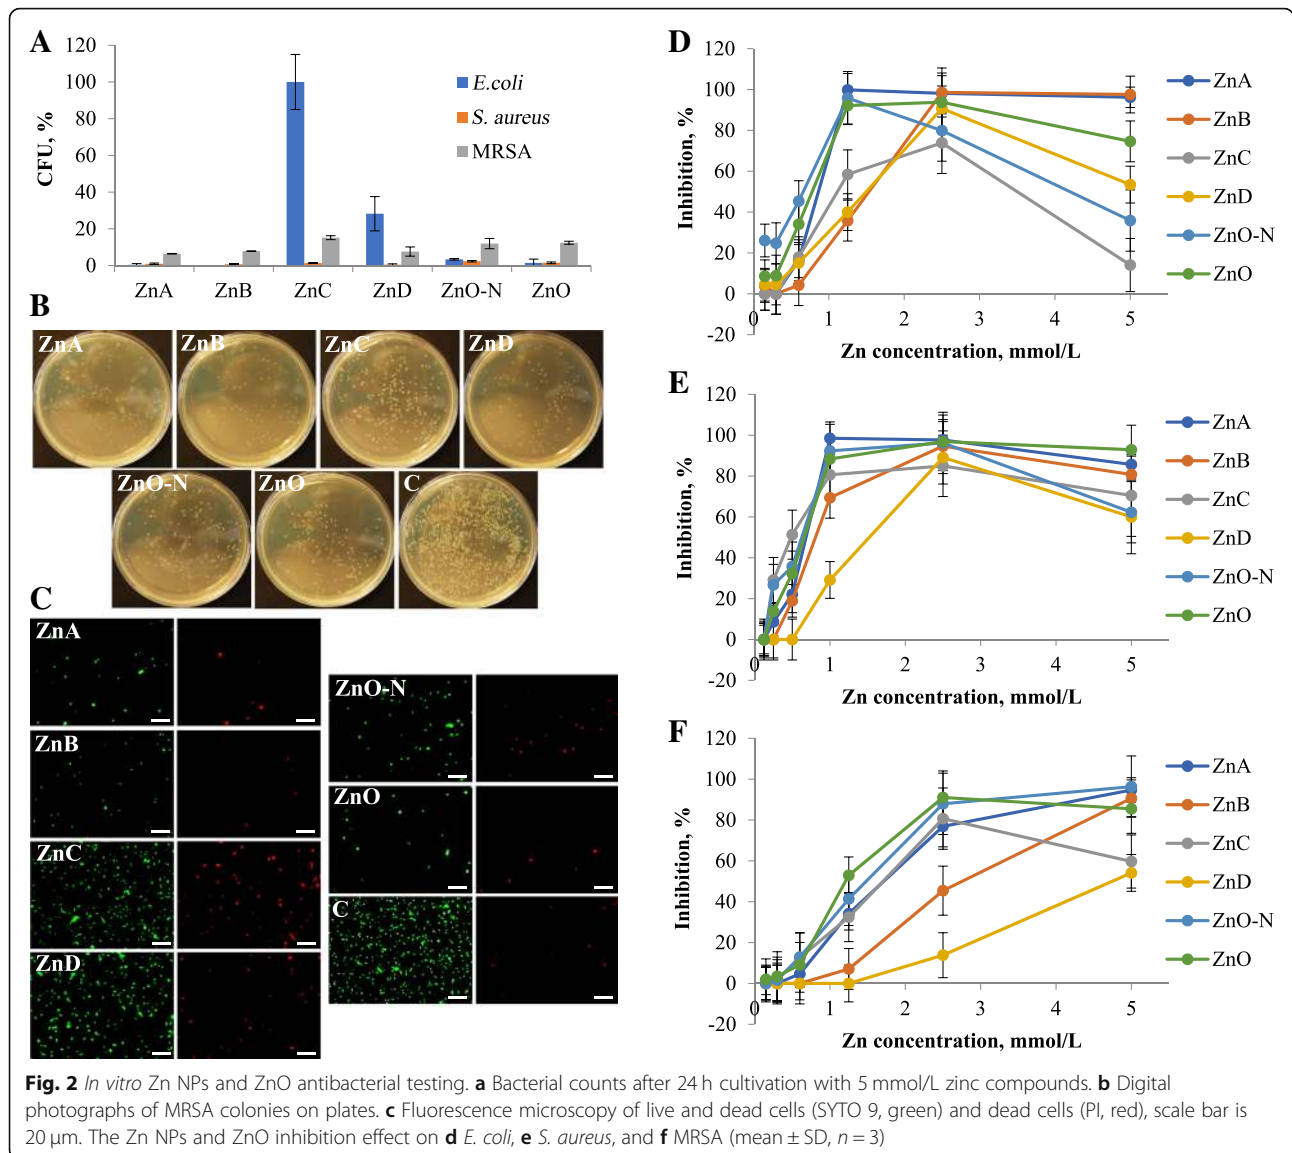 A
120
100
80
60
40
20
0
CFU, %
E.coli
S. aureus
MRSA
ZnA ZnB ZnC ZnD ZnO-N ZnO
B
ZnA ZnB ZnC ZnD
ZnO-N ZnO C
C
ZnA
ZnB
ZnC
ZnD
ZnO-N
ZnO
C
D
120
100
80
60
40
20
0
-20
Inhibition, %
0 1 2 3 4 5
Zn concentration, mmol/L
ZnA
ZnB
ZnC
ZnD
ZnO-N
ZnO
E
120
100
80
60
40
20
0
-20
Inhibition, %
0 1 2 3 4 5
Zn concentration, mmol/L
ZnA
ZnB
ZnC
ZnD
ZnO-N
ZnO
F
120
100
80
60
40
20
0
-20
Inhibition, %
0 1 2 3 4 5
Zn concentration, mmol/L
ZnA
ZnB
ZnC
ZnD
ZnO-N
ZnO
Fig. 2 In vitro Zn NPs and ZnO antibacterial testing. a Bacterial counts after 24 h cultivation with 5 mmol/L zinc compounds. b Digital
photographs of MRSA colonies on plates. c Fluorescence microscopy of live and dead cells (SYTO 9, green) and dead cells (PI, red), scale bar is
20 μm. The Zn NPs and ZnO inhibition effect on d E. coli, e S. aureus, and f MRSA (mean ± SD, n = 3)